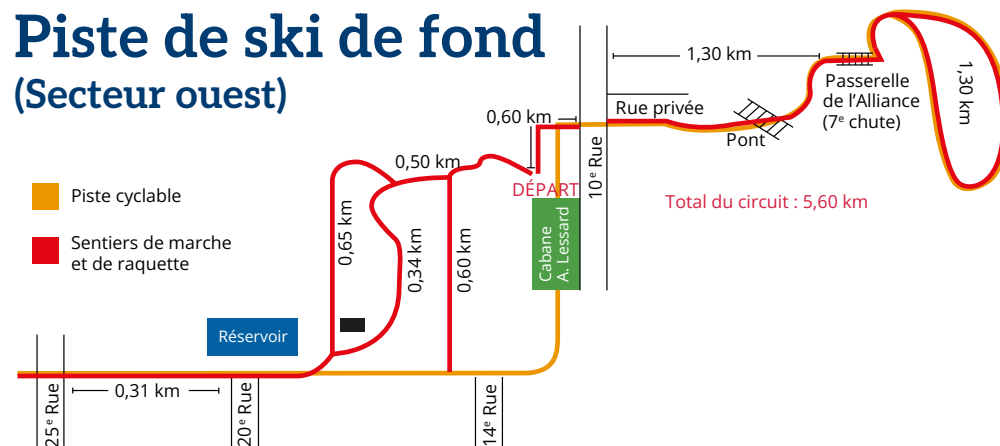 Piste de ski de fond
(Secteur ouest)
Piste cyclable
Sentiers de marche
et de raquette
Réservoir
25e Rue
0,31 km
20e Rue
14e Rue
0,65 km
0,34 km
0,60 km
0,50 km
0,60 km
DÉPART
Cabane
A. Lessard
10e Rue
Rue privée
1,30 km
Pont
Passerelle
de l’Alliance
(7e chute)
1,30 km
Total du circuit : 5,60 km